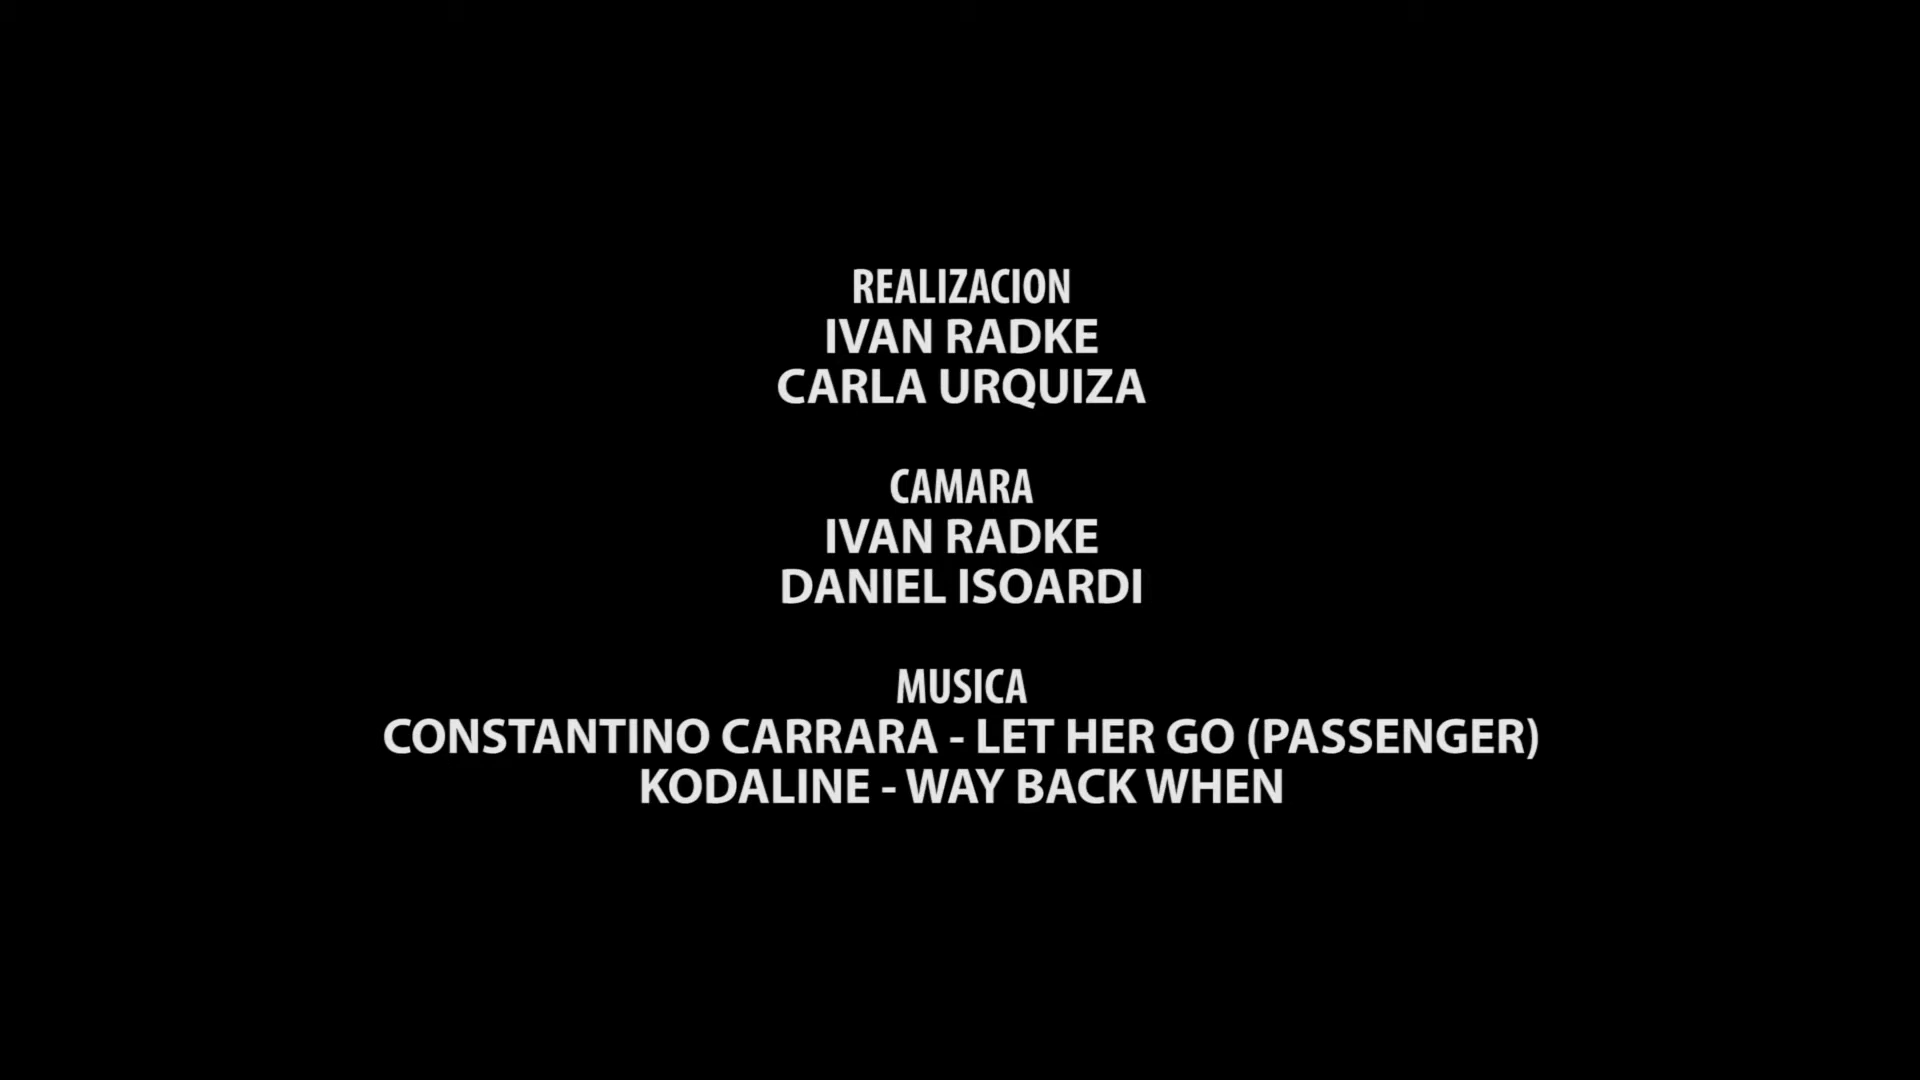 REALIZACION
IVAN RADKE
CARLA URQUIZA
CAMARA
IVAN RADKE
DANIEL ISOARDI
MUSICA
CONSTANTINO CARRARA - LET HER GO (PASSENGER)
KODALINE - WAY BACK WHEN